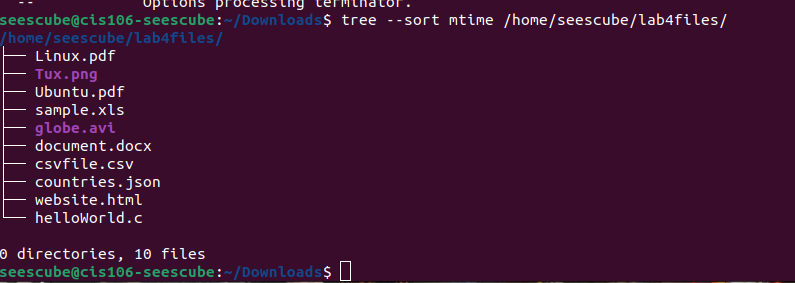 -- Options processing terminator.
seescube@cis106-seescube:~/Downloads$ tree --sort mtime /home/seescube/lab4files/
/home/seescube/lab4files/
├── Linux.pdf
├── Tux.png
├── Ubuntu.pdf
├── sample.xls
├── globe.avi
├── document.docx
├── csvfile.csv
├── countries.json
├── website.html
└── helloWorld.c
0 directories, 10 files
seescube@cis106-seescube:~/Downloads$